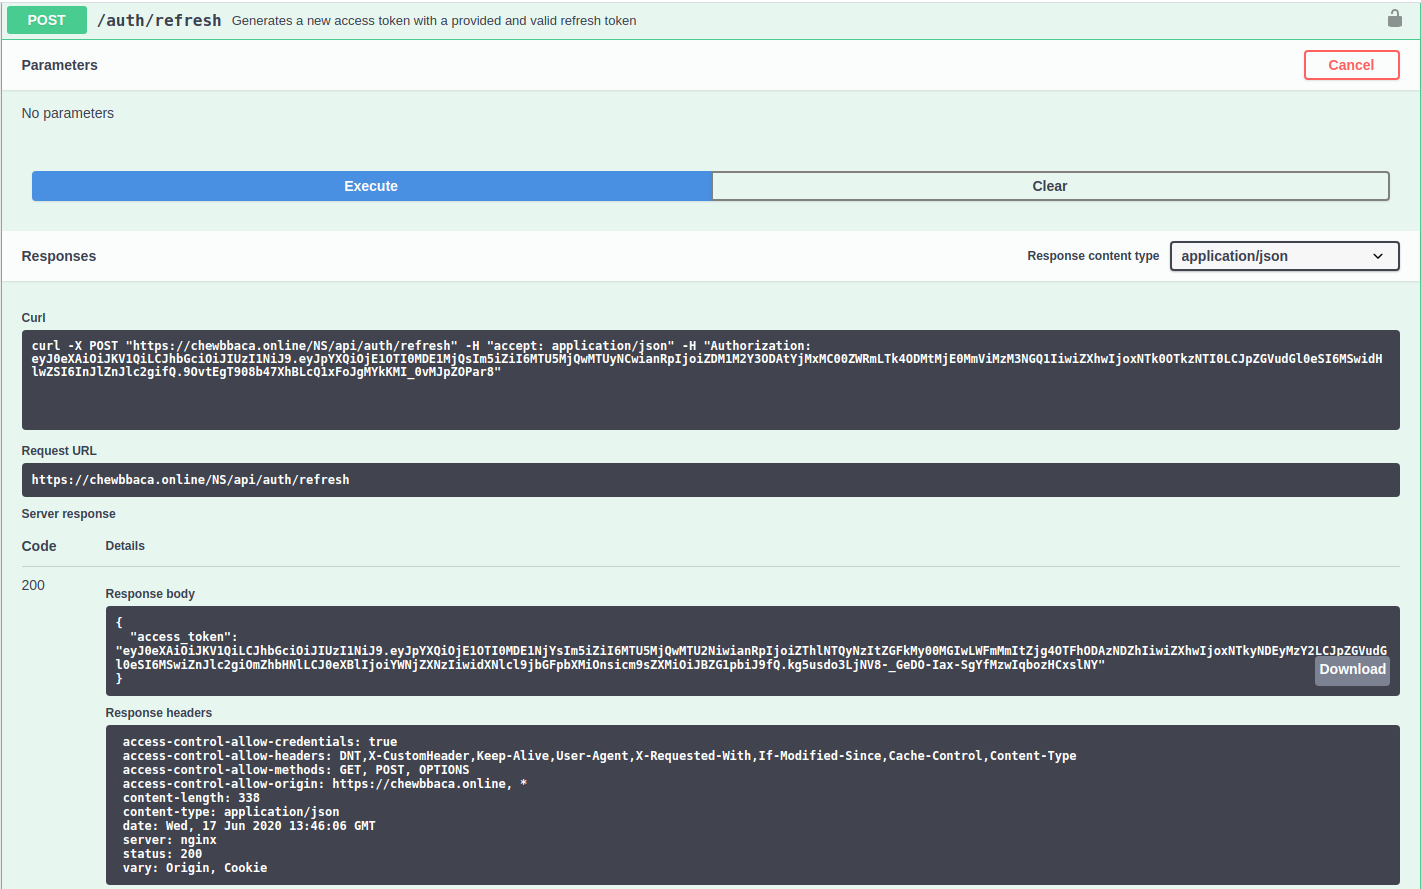 POST /auth/refresh Generates a new access token with a provided and valid refresh token
Parameters
Cancel
No parameters
Execute
Clear
Responses
Response content type application/json
Curl
curl -X POST "https://chewbbaca.online/NS/api/auth/refresh" -H "accept: application/json" -H "Authorization:
eyJ0eXAiOiJKV1QiLCJhbGciOiJIUzI1NiJ9.eyJpYXQiOjE1OTI0MDE1MjQsIm5iZiI6MTU5MjQwMTUyNCwianRpIjoiZDM1M2Y3ODAtYjMxMC00ZWRmLTk4ODMtMjE0MmViMzM3NGQ1IiwiZXhwIjoxNTk0OTkzNTI0LCJpZGVudGl0eSI6MSwidH
lwZSI6InJlZnJlc2gifQ.9OvtEgT908b47XhBLcQ1xFoJgMYkKMI_0vMJpZOPar8"
Request URL
https://chewbbaca.online/NS/api/auth/refresh
Server response
Code Details
200
Response body
{
"access_token":
"eyJ0eXAiOiJKV1QiLCJhbGciOiJIUzI1NiJ9.eyJpYXQiOjE1OTI0MDE1NjYsIm5iZiI6MTU5MjQwMTU2NiwianRpIjoiZThlNTQyNzItZGFkMy00MGIwLWFmMmItZjg4OTFhODAzNDZhIiwiZXhwIjoxNTkyNDEyMzY2LCJpZGVudG
l0eSI6MSwiZnJlc2giOmZhbHNlLCJ0eXBlIjoiYWNjZXNzIiwidXNlcl9jbGFpbXMiOnsicm9sZXMiOiJBZG1pbiJ9fQ.kg5usdo3LjNV8-_GeDO-Iax-SgYfMzwIqbozHCxslNY"
}
Download
Response headers
access-control-allow-credentials: true
access-control-allow-headers: DNT,X-CustomHeader,Keep-Alive,User-Agent,X-Requested-With,If-Modified-Since,Cache-Control,Content-Type
access-control-allow-methods: GET, POST, OPTIONS
access-control-allow-origin: https://chewbbaca.online, *
content-length: 338
content-type: application/json
date: Wed, 17 Jun 2020 13:46:06 GMT
server: nginx
status: 200
vary: Origin, Cookie